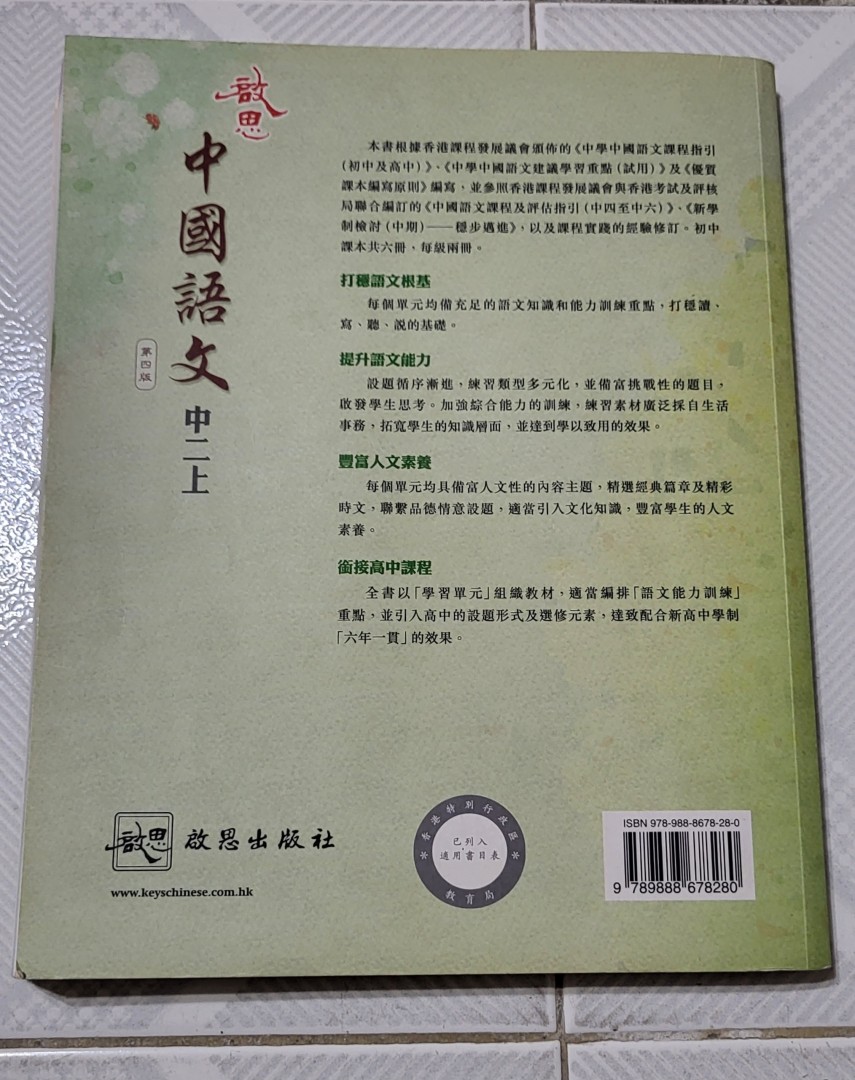 啟思
中國語文
第四版
中二上
本書根據香港課程發展議會頒佈的《中學中國語文課程指引
(初中及高中)》、《中學中國語文建議學習重點(試用)》及《優質
課本編寫原則》編寫，並參照香港課程發展議會與香港考試及評核
局聯合編訂的《中國語文課程及評估指引(中四至中六)》、《新學
制檢討(中期)——穩步邁進》，以及課程實踐的經驗修訂。初中
課本共六冊，每級兩冊。
打穩語文根基
每個單元均備充足的語文知識和能力訓練重點，打穩讀、
寫、聽、説的基礎。
提升語文能力
設題循序漸進，練習類型多元化，並備富挑戰性的題目，
啟發學生思考。加強綜合能力的訓練，練習素材廣泛採自生活
事務，拓寬學生的知識層面，並達到學以致用的效果。
豐富人文素養
每個單元均具備富人文性的內容主題，精選經典篇章及精彩
時文，聯繫品德情意設題，適當引入文化知識，豐富學生的人文
素養。
銜接高中課程
全書以「學習單元」組織教材，適當編排「語文能力訓練」
重點，並引入高中的設題形式及選修元素，達致配合新高中學制
「六年一貫」的效果。
啟思
啟思出版社
www.keyschinese.com.hk
香港特別行政區
已列入
適用書目表
教育局
ISBN 978-988-8678-28-0
9 789888 678280